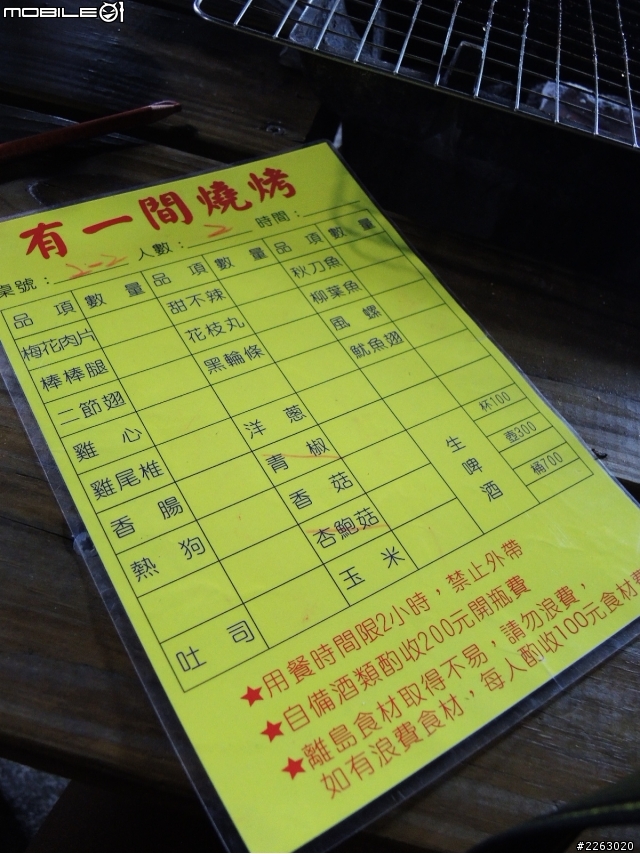 MOBILE01
有一間燒烤
桌號：2-2 人數：2 時間：
品項 數量 品項 數量 品項 數量
梅花肉片 甜不辣 秋刀魚
棒棒腿 花枝丸 柳葉魚
二節翅 黑輪條 風螺
雞心 魷魚翅
雞尾椎 洋蔥
香腸 青椒 生啤酒 杯100
熱狗 香菇 壺300
杏鮑菇 桶700
吐司 玉米
★用餐時間限2小時，禁止外帶
★自備酒類酌收200元開瓶費
★離島食材取得不易，請勿浪費，
如有浪費食材，每人酌收100元食材費
#2263020